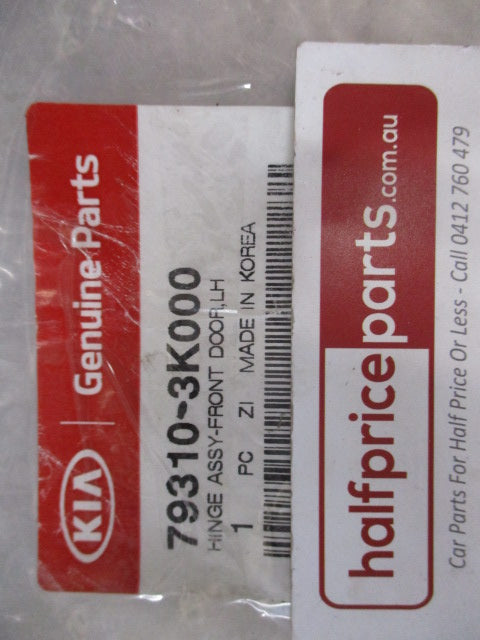 KIA | Genuine Parts
79310-3K000
HINGE ASSY-FRONT DOOR,LH
1 PC ZI MADE IN KOREA
halfpriceparts.com.au
Car Parts For Half Price Or Less - Call 0412 760 479